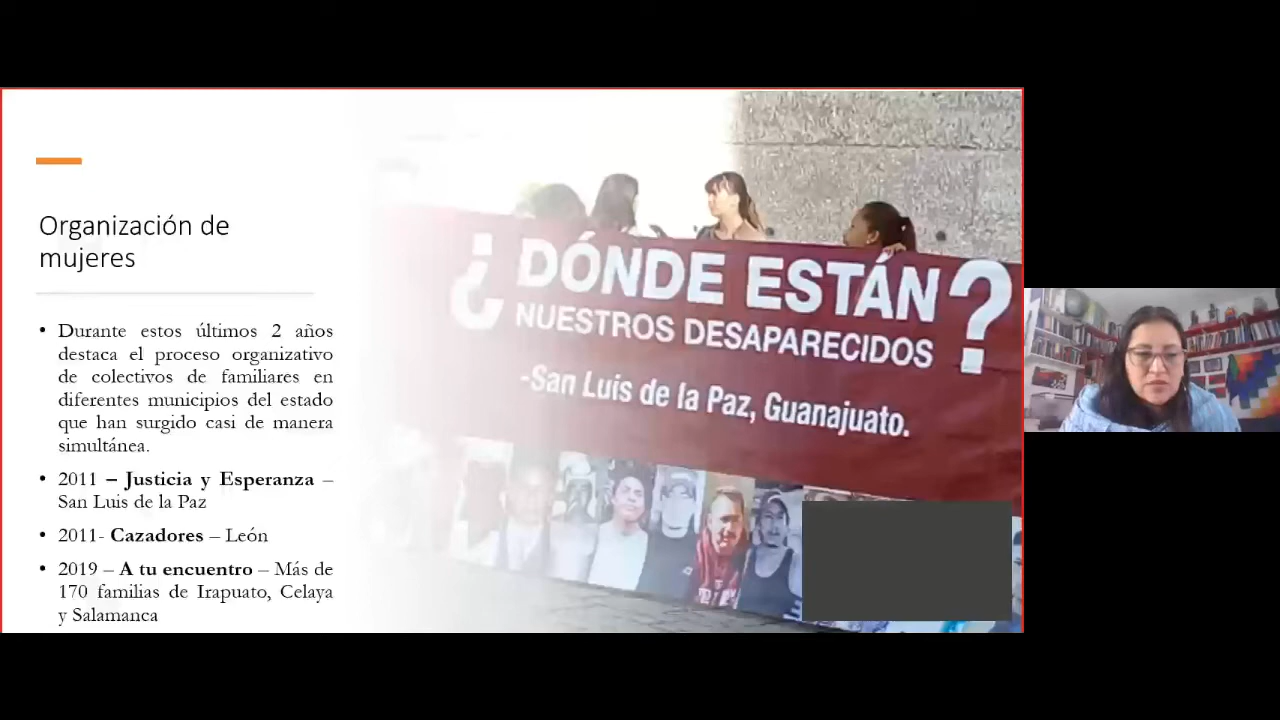 Organización de
mujeres
• Durante estos últimos 2 años
destaca el proceso organizativo
de colectivos de familiares en
diferentes municipios del estado
que han surgido casi de manera
simultánea.
• 2011 – Justicia y Esperanza –
San Luis de la Paz
• 2011- Cazadores – León
• 2019 – A tu encuentro – Más de
170 familias de Irapuato, Celaya
y Salamanca
¿DÓNDE ESTÁN?
NUESTROS DESAPARECIDOS
-San Luis de la Paz, Guanajuato.